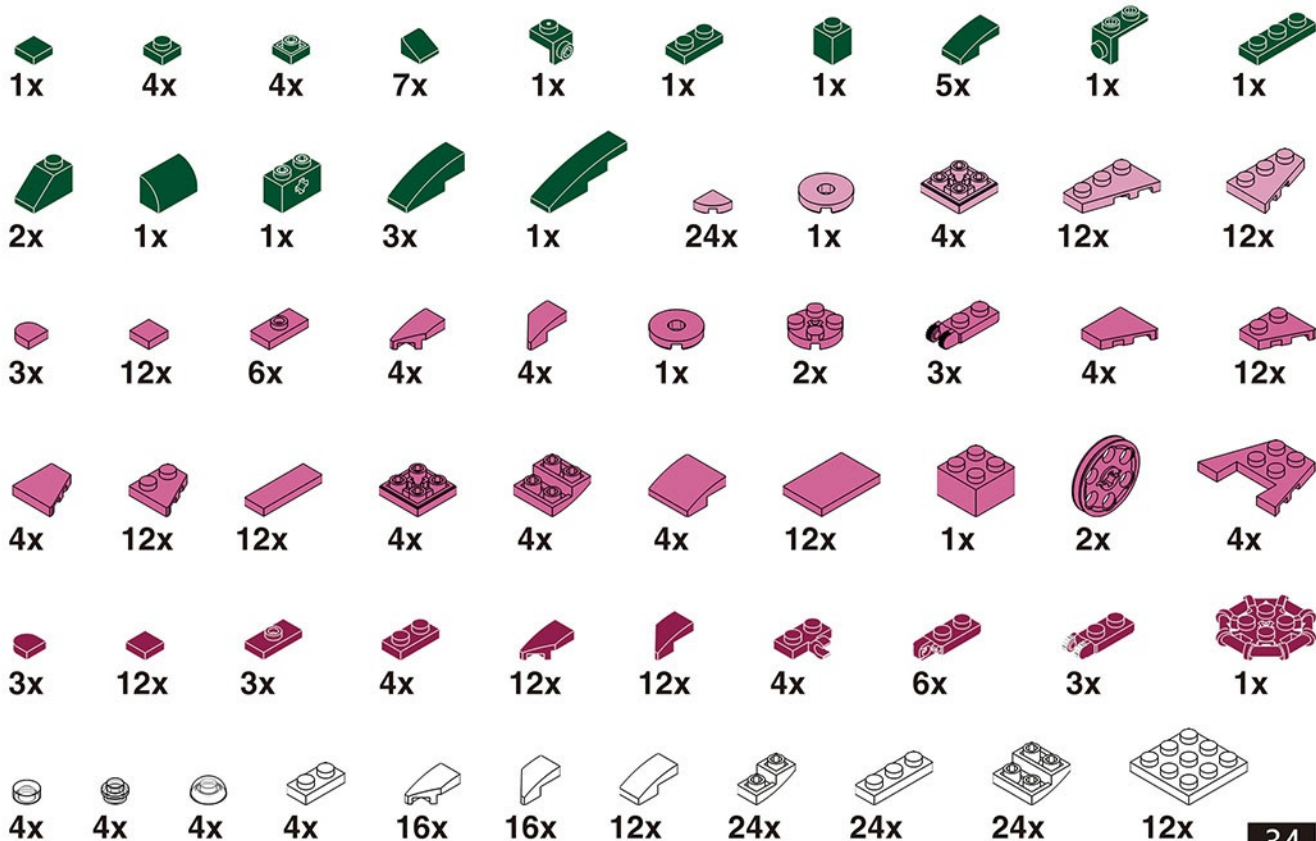 1x 4x 4x 7x 1x 1x 1x 5x 1x 1x
2x 1x 1x 3x 1x 24x 1x 4x 12x 12x
3x 12x 6x 4x 4x 1x 2x 3x 4x 12x
4x 12x 12x 4x 4x 4x 12x 1x 2x 4x
3x 12x 3x 4x 12x 12x 4x 6x 3x 1x
4x 4x 4x 4x 16x 16x 12x 24x 24x 24x 12x
34